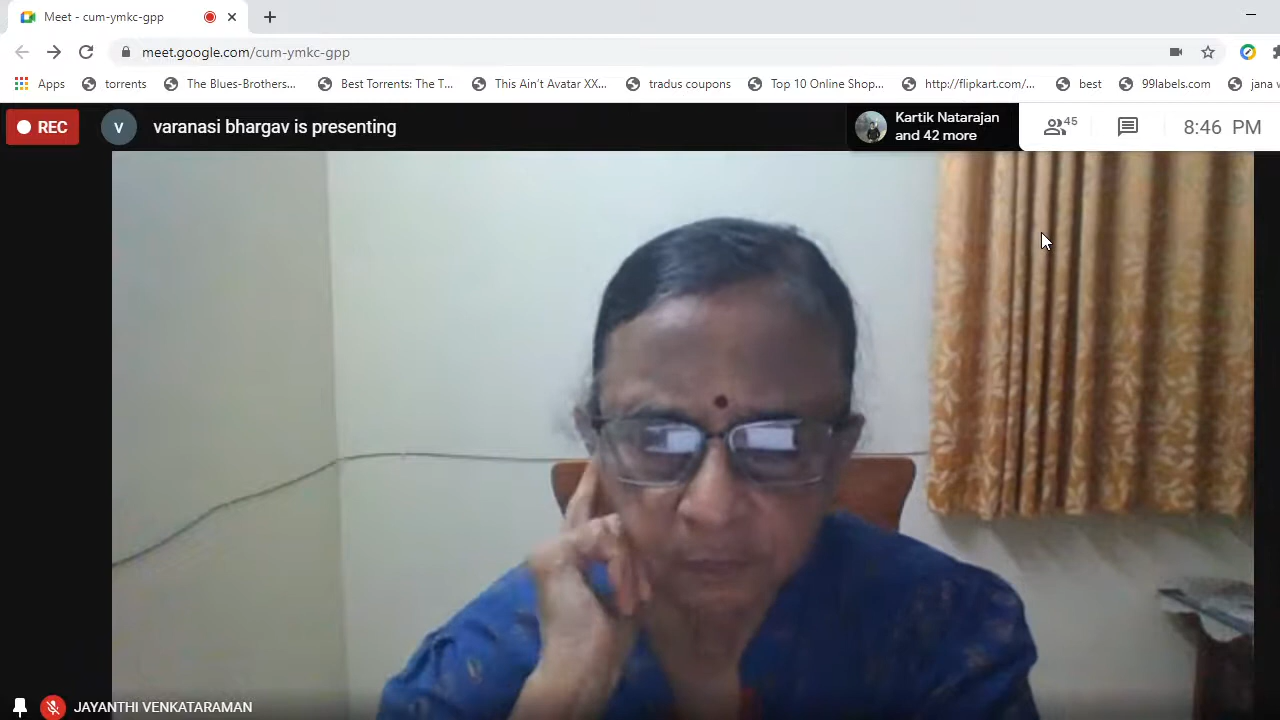 Meet - cum-ymkc-gpp
meet.google.com/cum-ymkc-gpp
Apps torrents The Blues-Brothers... Best Torrents: The T... This Ain't Avatar XX... tradus coupons Top 10 Online Shop... http://flipkart.com/... best 99labels.com jana w
REC V varanasi bhargav is presenting
Kartik Natarajan
and 42 more
45
8:46 PM
JAYANTHI VENKATARAMAN